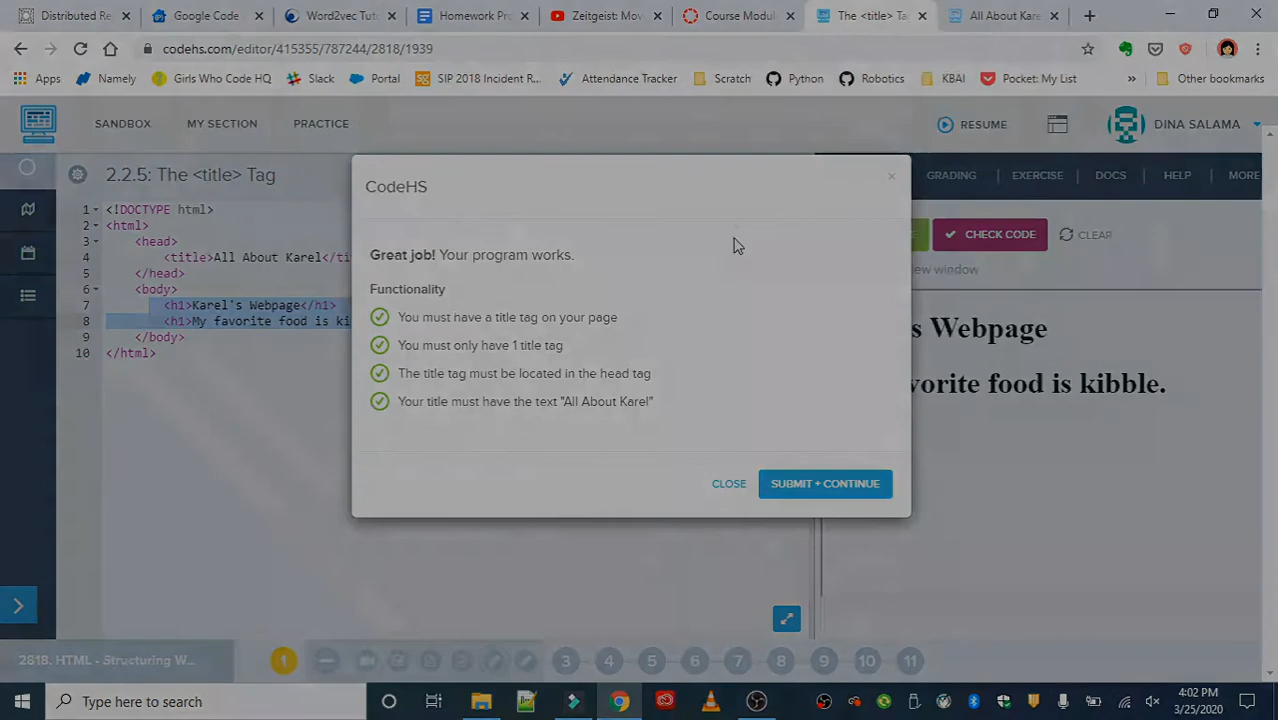 Distributed Re
Google Code
Word2vec Tut
Homework Pr
Zeitgeist: Mov
Course Modul
The <title> Ta
All About Kare
codehs.com/editor/415355/787244/2818/1939
Apps
Namely
Girls Who Code HQ
Slack
Portal
SIP 2018 Incident R...
Attendance Tracker
Scratch
Python
Robotics
KBAI
Pocket: My List
»
Other bookmarks
SANDBOX
MY SECTION
PRACTICE
RESUME
DINA SALAMA
2.2.5: The <title> Tag
GRADING
EXERCISE
DOCS
HELP
MORE
CHECK CODE
CLEAR
ew window
1 <!DOCTYPE html>
2 <html>
3 <head>
4 <title>All About Karel</ti
5 </head>
6 <body>
7 <h1>Karel's Webpage</h1>
8 <h1>My favorite food is ki
9 </body>
10 </html>
CodeHS
×
Great job! Your program works.
Functionality
You must have a title tag on your page
You must only have 1 title tag
The title tag must be located in the head tag
Your title must have the text "All About Karel"
CLOSE
SUBMIT + CONTINUE
s Webpage
vorite food is kibble.
2818. HTML - Structuring W...
1
3
4
5
6
7
8
9
10
11
Type here to search
4:02 PM
3/25/2020